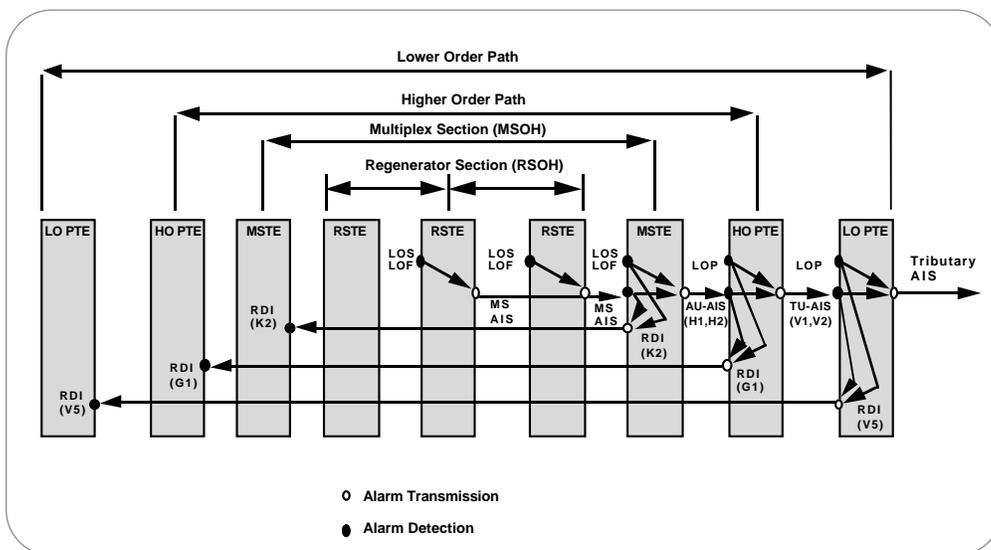 Lower Order Path
Higher Order Path
Multiplex Section (MSOH)
Regenerator Section (RSOH)
LO PTE
HO PTE
MSTE
RSTE
RSTE
RSTE
MSTE
HO PTE
LO PTE
LOS
LOF
LOS
LOF
LOS
LOF
LOP
LOP
Tributary
AIS
MS
AIS
MS
AIS
AU-AIS
(H1,H2)
TU-AIS
(V1,V2)
RDI
(K2)
RDI
(K2)
RDI
(G1)
RDI
(G1)
RDI
(V5)
RDI
(V5)
Alarm Transmission
Alarm Detection